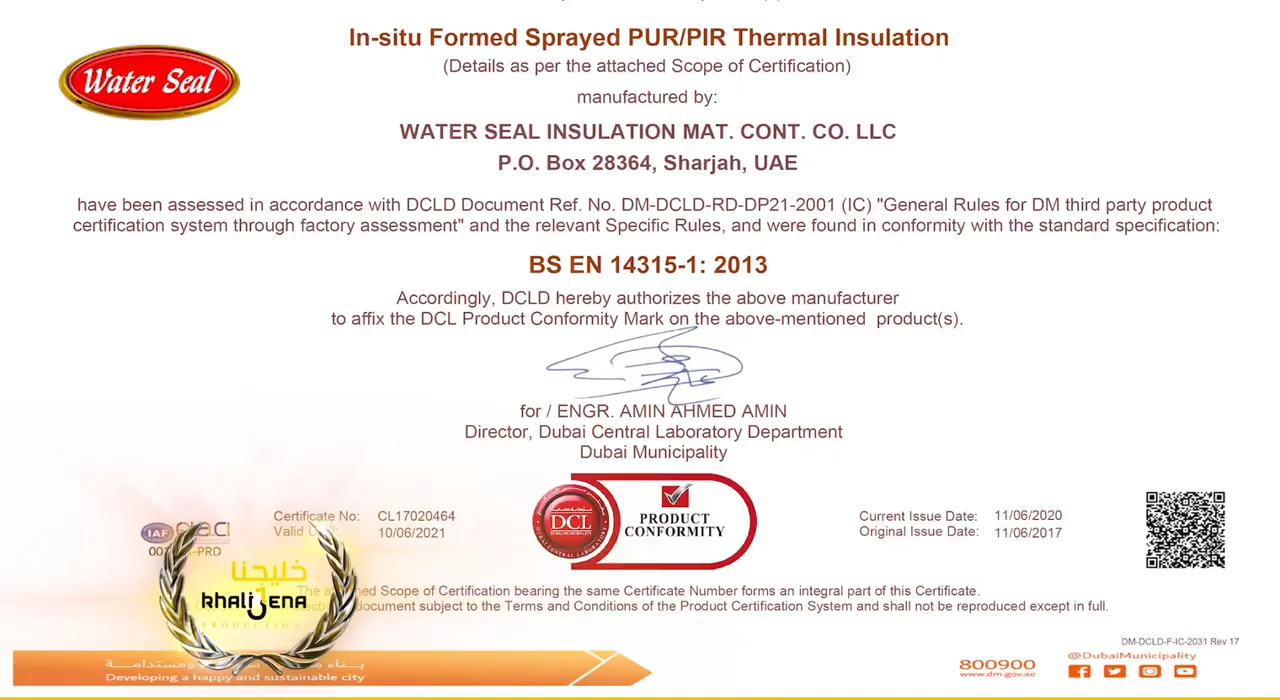 In-situ Formed Sprayed PUR/PIR Thermal Insulation
(Details as per the attached Scope of Certification)
Water Seal
manufactured by:
WATER SEAL INSULATION MAT. CONT. CO. LLC
P.O. Box 28364, Sharjah, UAE
have been assessed in accordance with DCLD Document Ref. No. DM-DCLD-RD-DP21-2001 (IC) "General Rules for DM third party product
certification system through factory assessment" and the relevant Specific Rules, and were found in conformity with the standard specification:
BS EN 14315-1: 2013
Accordingly, DCLD hereby authorizes the above manufacturer
to affix the DCL Product Conformity Mark on the above-mentioned product(s).
for / ENGR. AMIN AHMED AMIN
Director, Dubai Central Laboratory Department
Dubai Municipality
IAF eiaci
-PRD
Certificate No: CL17020464
Valid 10/06/2021
DCL
DUBAI CENTRAL LABORATORY
PRODUCT
CONFORMITY
Current Issue Date: 11/06/2020
Original Issue Date: 11/06/2017
The Scope of Certification bearing the same Certificate Number forms an integral part of this Certificate.
document subject to the Terms and Conditions of the Product Certification System and shall not be reproduced except in full.
خليجنا
khaliJENA
PRODUCTION
DM-DCLD-F-IC-2031 Rev 17
بناء ومستدامة
Developing a happy and sustainable city
800900
www.dm.gov.ae
@DubaiMunicipality